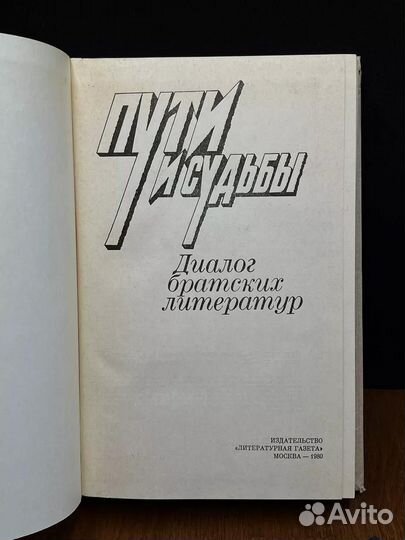 ПУТИ
И СУДЬБЫ
Диалог
братских
литератур
ИЗДАТЕЛЬСТВО
«ЛИТЕРАТУРНАЯ ГАЗЕТА»
МОСКВА — 1980
Avito